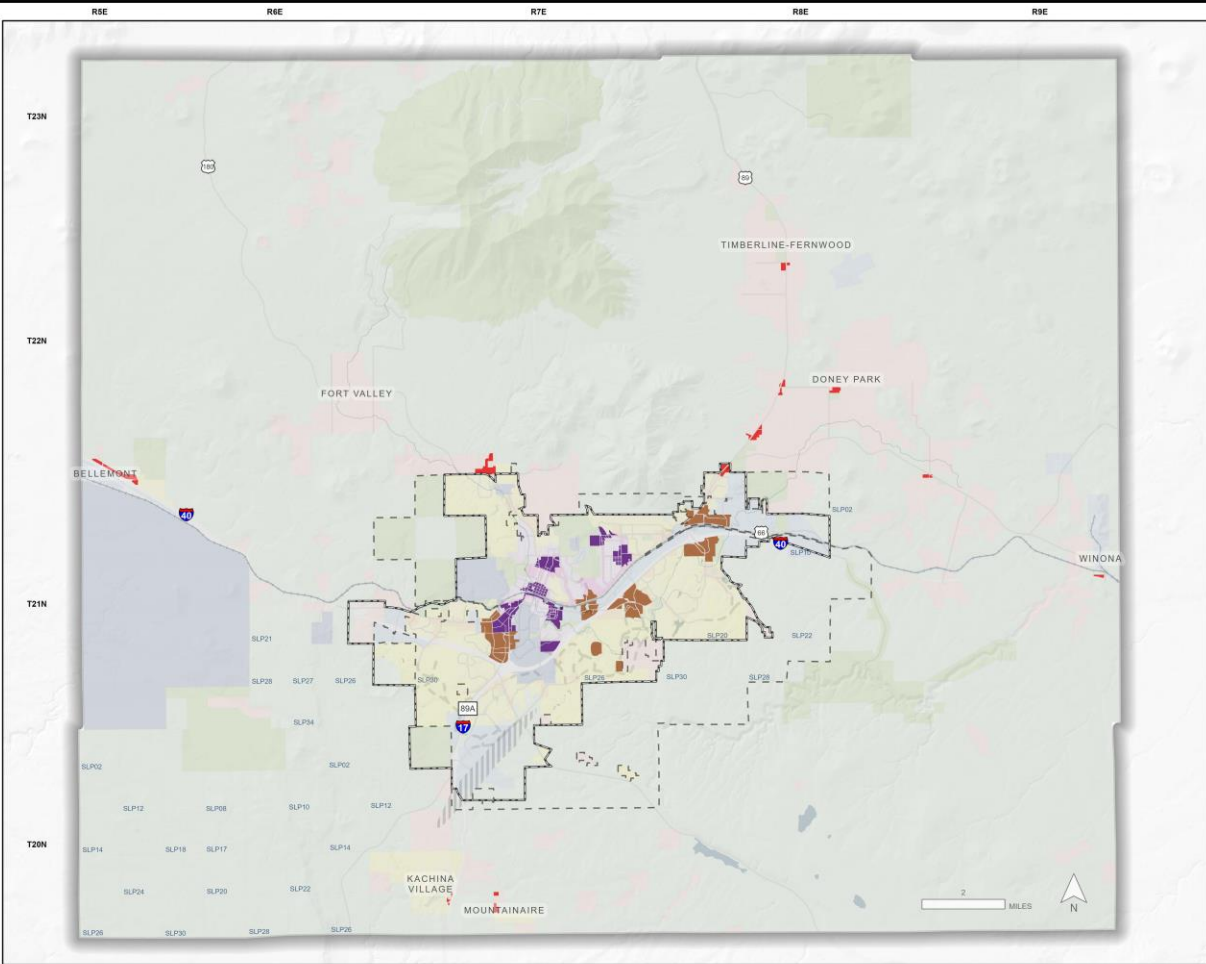 R5E R6E R7E R8E R9E
T23N
180
89
TIMBERLINE-FERNWOOD
T22N
DONEY PARK
FORT VALLEY
BELLEMONT
40
SLP02
66
40
SLP10
WINONA
T21N
SLP21
SLP20
SLP22
SLP28 SLP27 SLP26 SLP30 SLP26 SLP30 SLP28
89A
SLP34
17
SLP02 SLP02
SLP12 SLP08 SLP10 SLP12
T20N
SLP14 SLP18 SLP17 SLP14
KACHINA
VILLAGE
SLP24 SLP20 SLP22
2
MILES
N
MOUNTAINAIRE
SLP26 SLP30 SLP28 SLP26